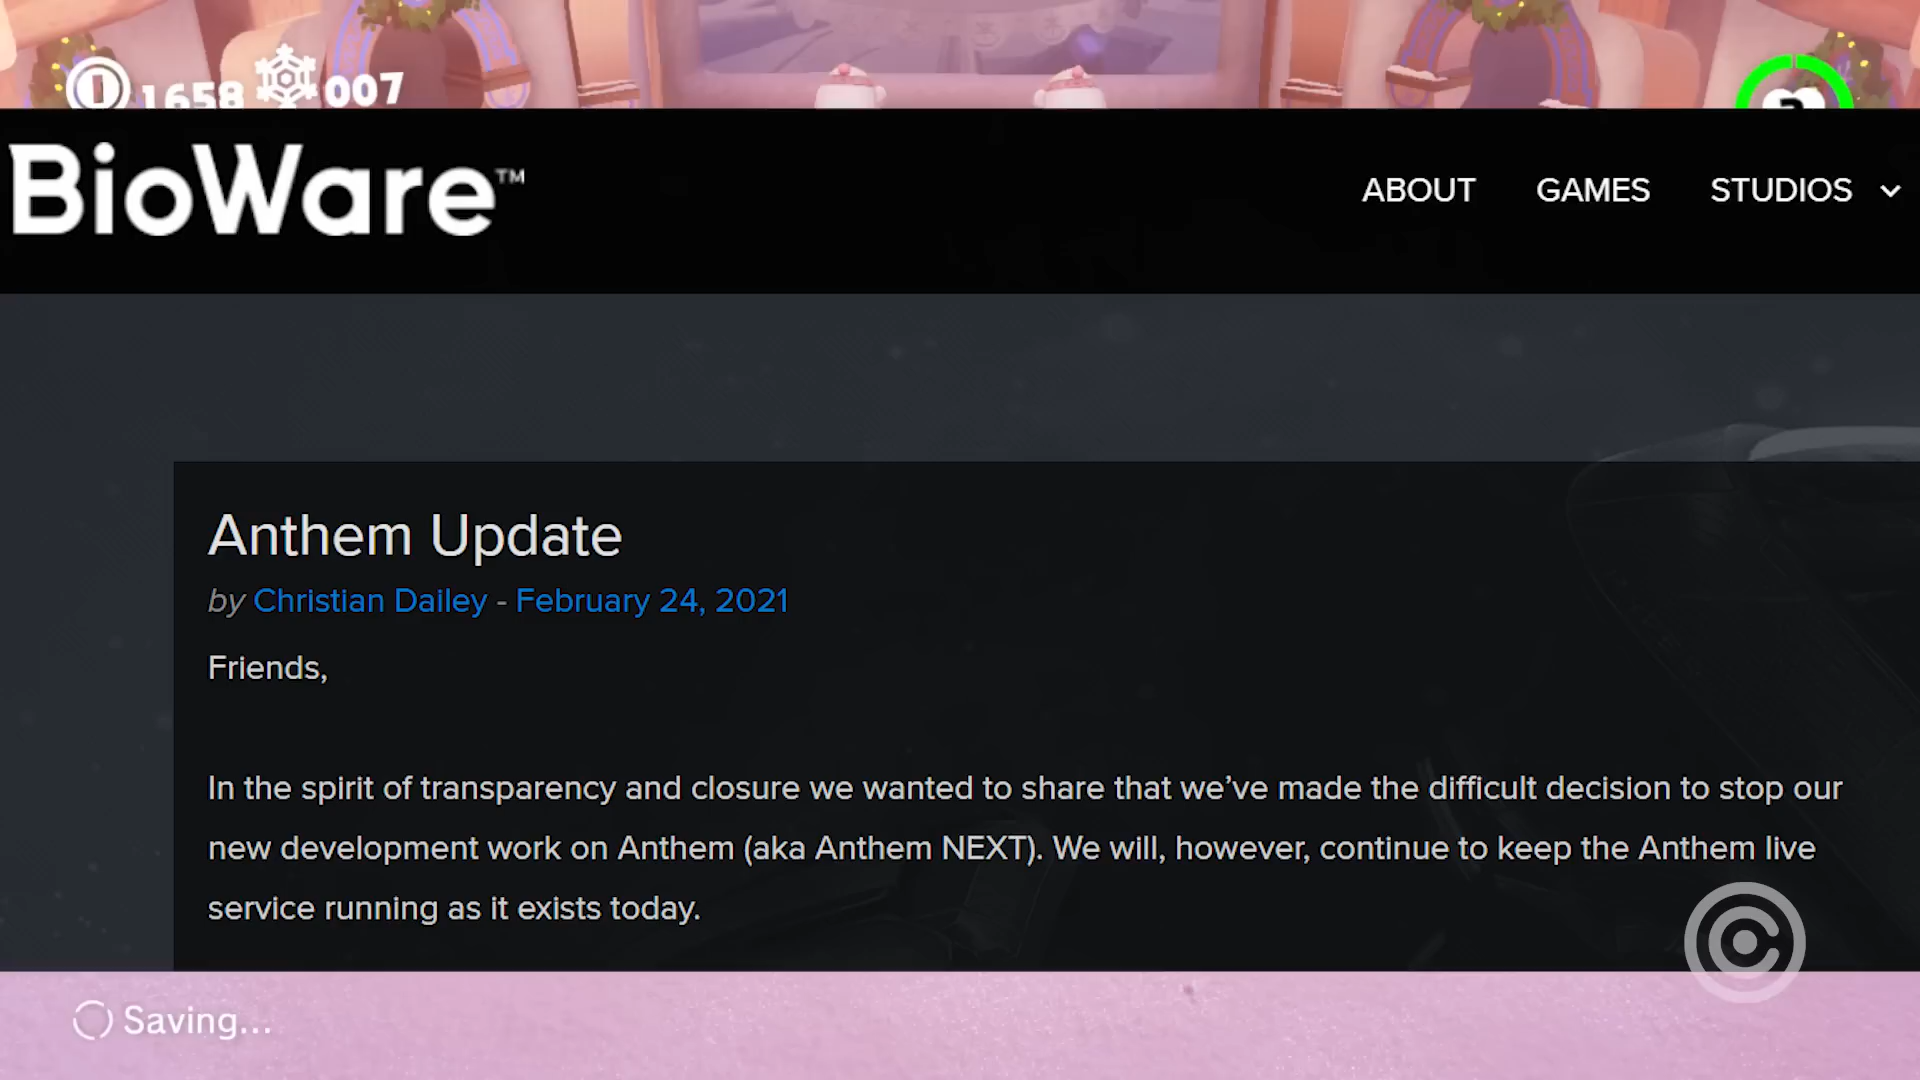 1658 007
BioWare™
ABOUT GAMES STUDIOS
Anthem Update
by Christian Dailey - February 24, 2021
Friends,
In the spirit of transparency and closure we wanted to share that we’ve made the difficult decision to stop our
new development work on Anthem (aka Anthem NEXT). We will, however, continue to keep the Anthem live
service running as it exists today.
Saving...